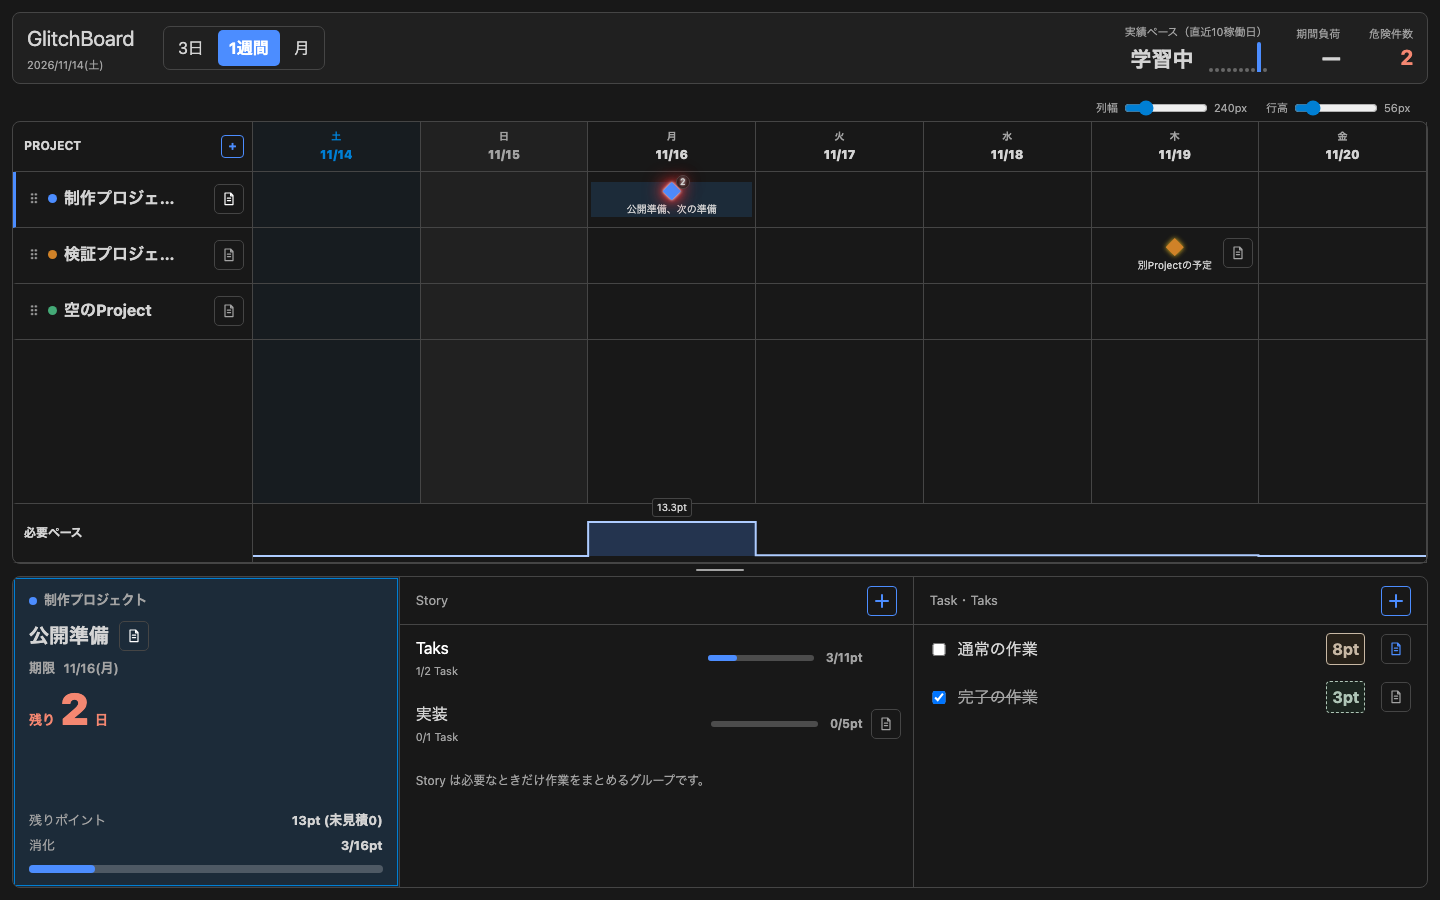 GlitchBoard
2026/11/14(土)
3日 1週間 月
実績ペース（直近10稼働日）
学習中
期間負荷
—
危険件数
2
列幅 240px 行高 56px
PROJECT +
土 11/14
日 11/15
月 11/16
火 11/17
水 11/18
木 11/19
金 11/20
制作プロジェ...
2
公開準備、次の準備
検証プロジェ...
別Projectの予定
空のProject
必要ペース
13.3pt
制作プロジェクト
公開準備
期限 11/16(月)
残り 2 日
残りポイント 13pt (未見積0)
消化 3/16pt
Story +
Taks
1/2 Task
3/11pt
実装
0/1 Task
0/5pt
Story は必要なときだけ作業をまとめるグループです。
Task・Taks +
通常の作業 8pt
完了の作業 3pt